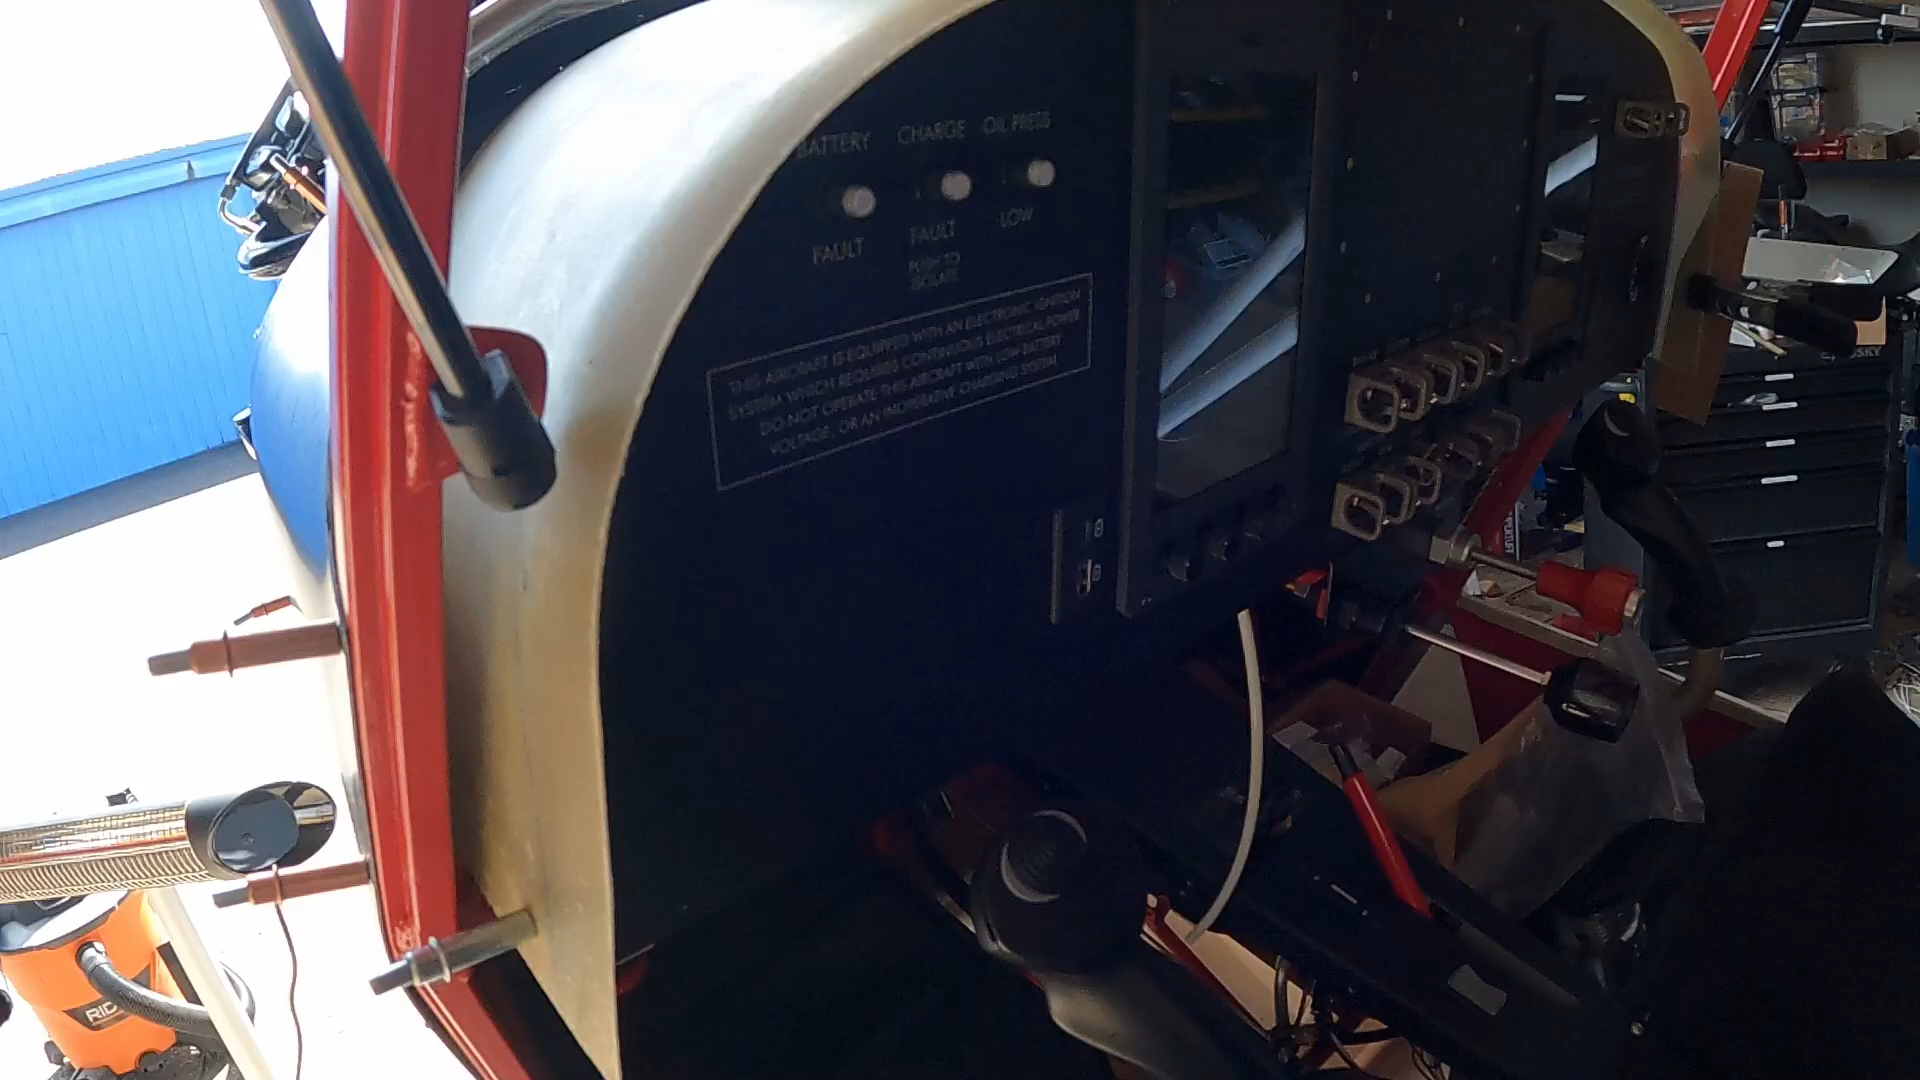 BATTERY CHARGE OIL PRESS
FAULT FAULT LOW
PUSH TO
ISOLATE
THIS AIRCRAFT IS EQUIPPED WITH AN ELECTRONIC IGNITION
SYSTEM WHICH REQUIRES CONTINUOUS ELECTRICAL POWER
DO NOT OPERATE THIS AIRCRAFT WITH LOW BATTERY
VOLTAGE, OR AN INOPERATIVE CHARGING SYSTEM
RID